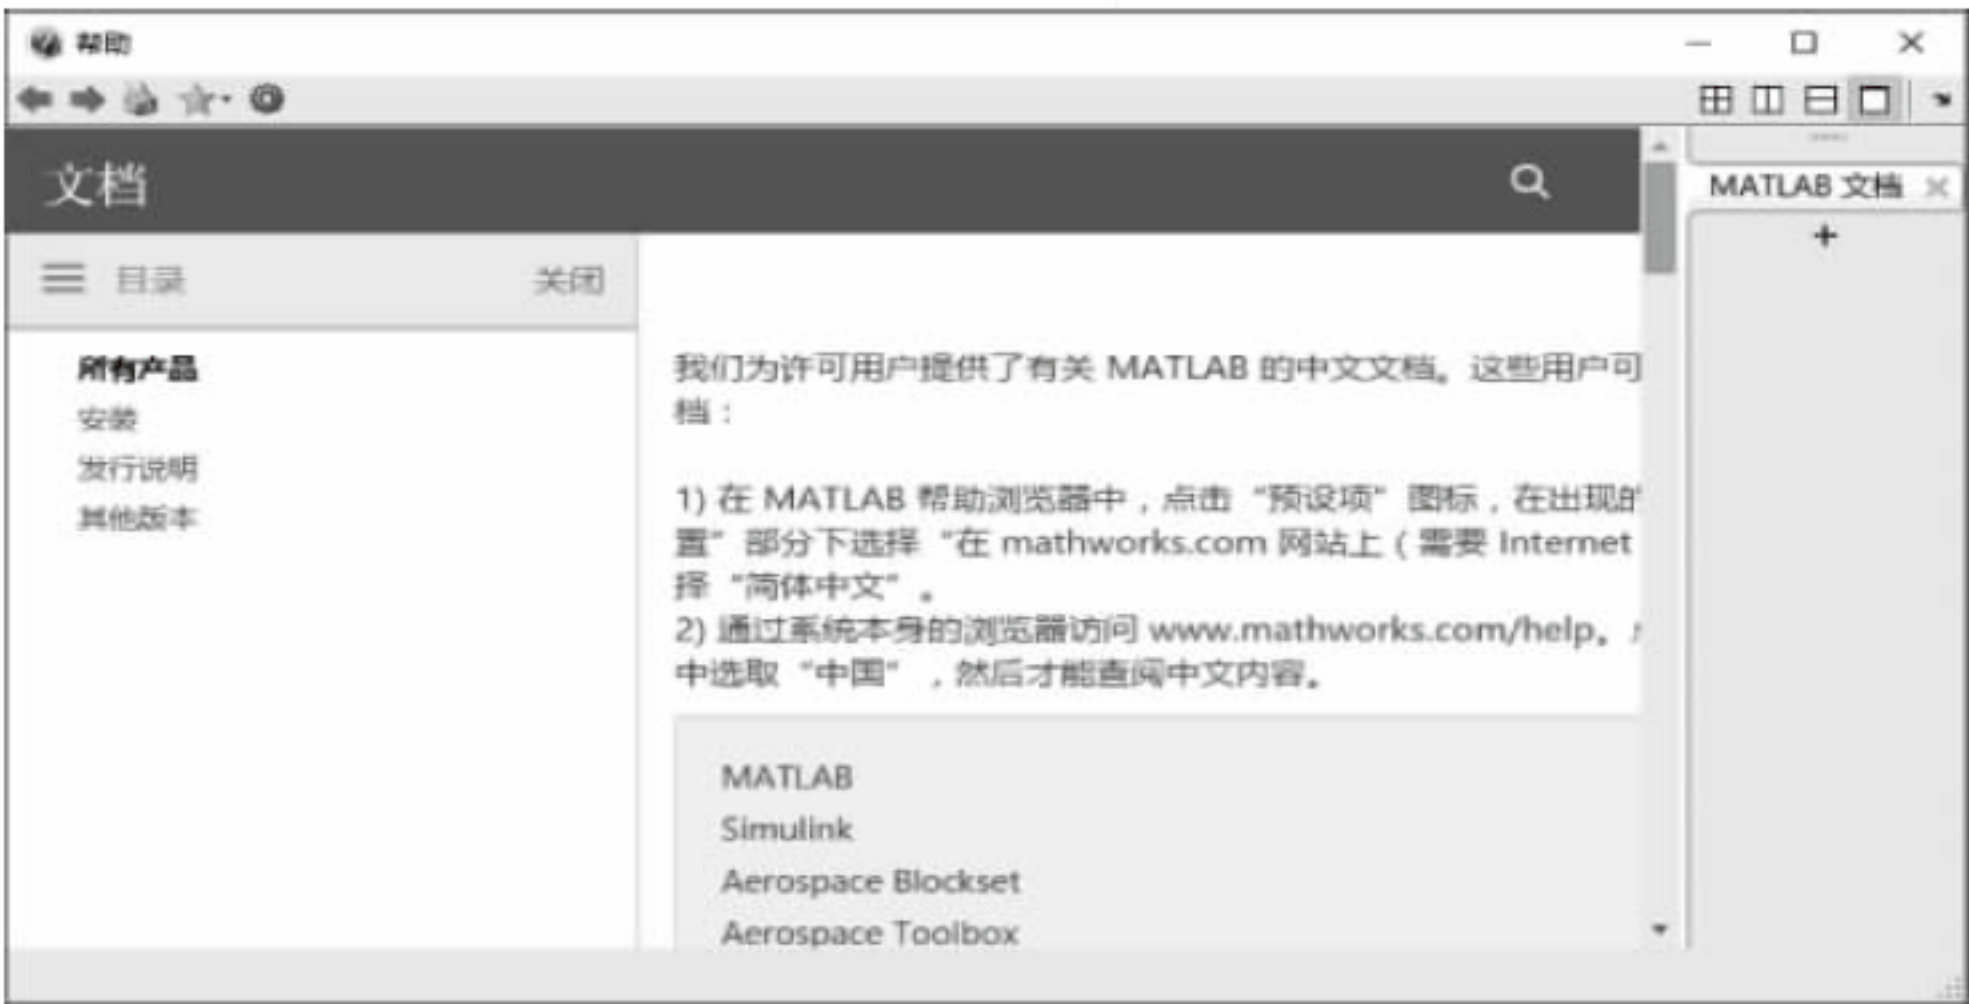 帮助
文档
MATLAB 文档
目录 关闭
所有产品
安装
发行说明
其他版本
我们为许可用户提供了有关 MATLAB 的中文文档。这些用户可
档：
1) 在 MATLAB 帮助浏览器中，点击“预设项”图标，在出现的
置”部分下选择“在 mathworks.com 网站上（需要 Internet
择“简体中文”。
2) 通过系统本身的浏览器访问 www.mathworks.com/help。
中选取“中国”，然后才能查阅中文内容。
MATLAB
Simulink
Aerospace Blockset
Aerospace Toolbox